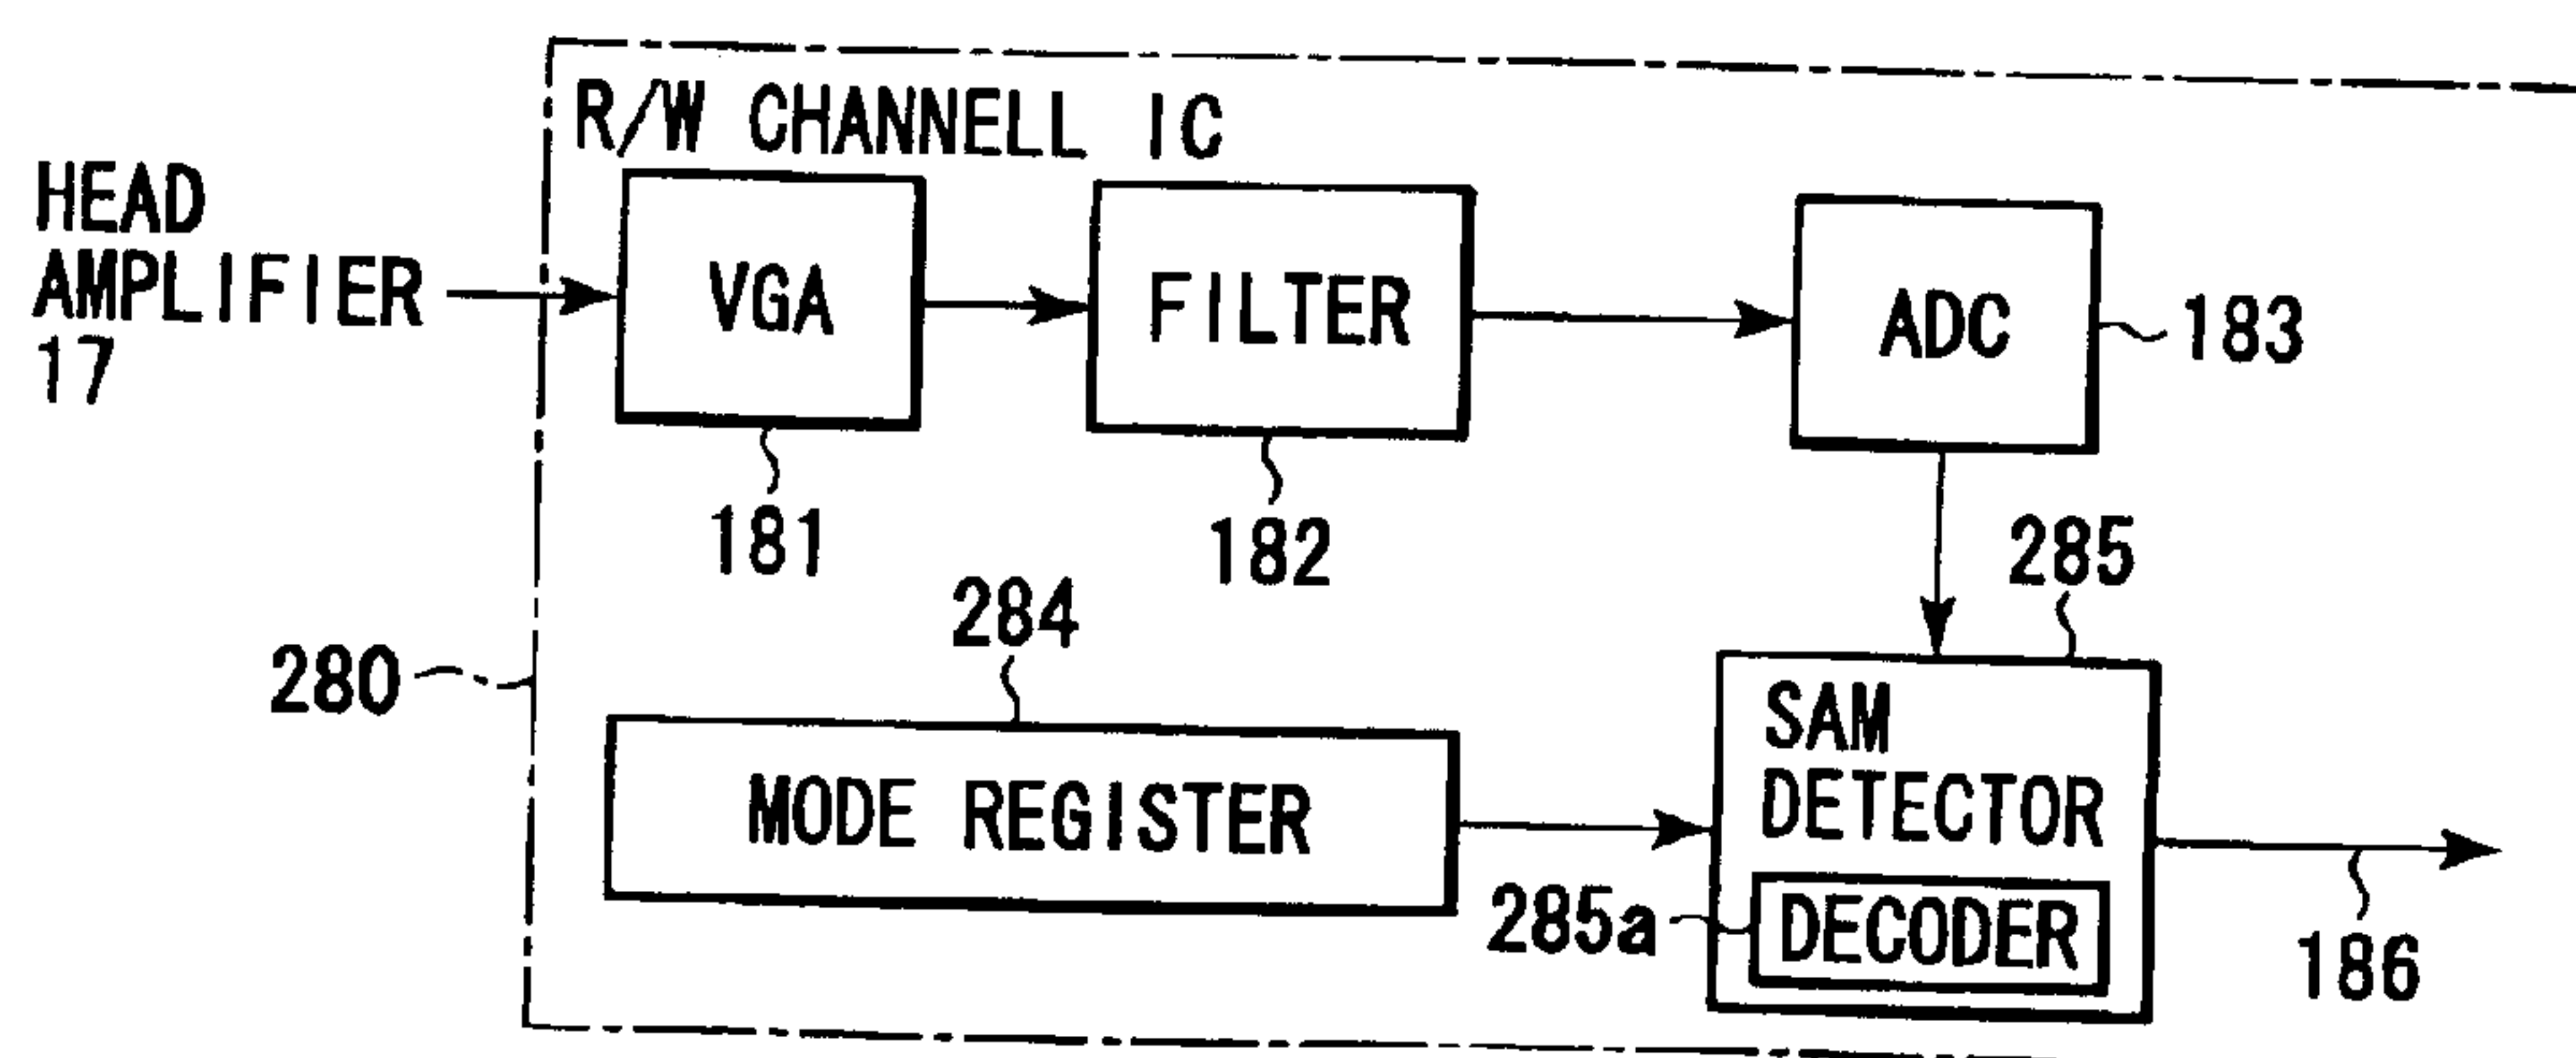 R/W CHANNELL IC
HEAD
AMPLIFIER
17
VGA
FILTER
ADC
183
181
182
285
284
280
MODE REGISTER
SAM
DETECTOR
285a
DECODER
186